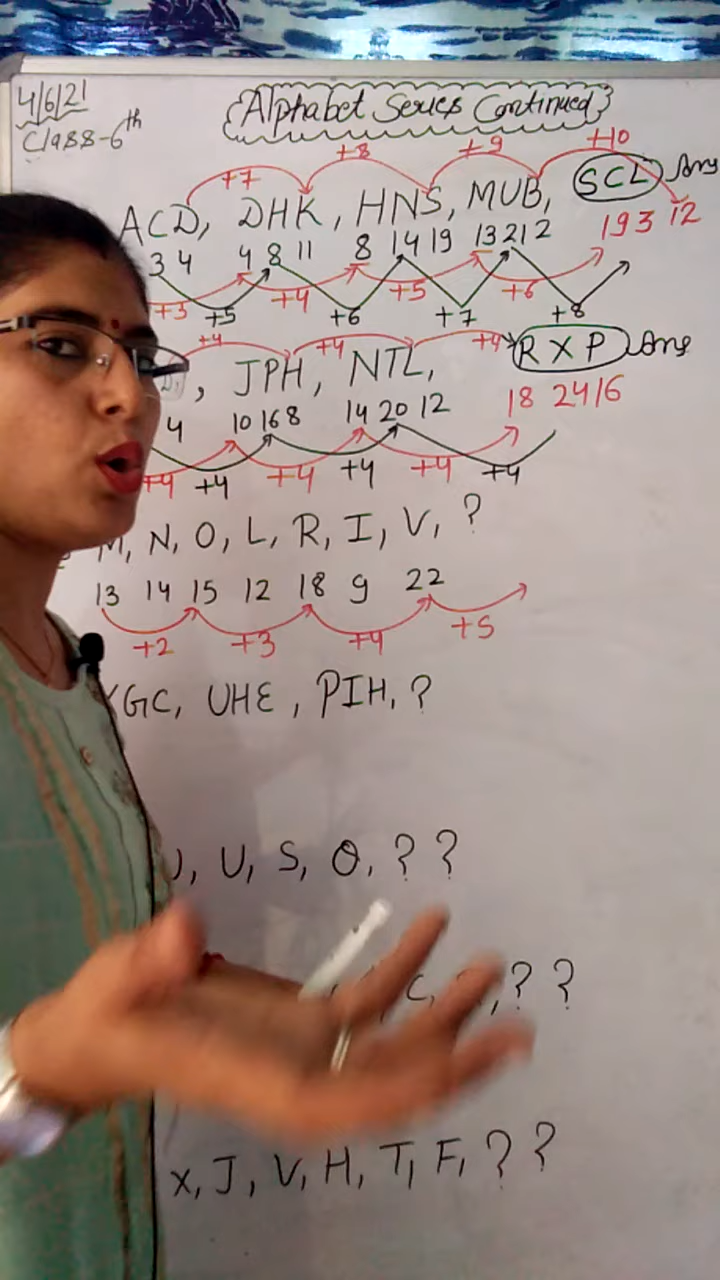 4/6/21
Class-6th
Alphabet Series Continued
+7 +8 +9 +10
ACD, DHK, HNS, MUB, SCL Ans
3 4 4 8 11 8 14 19 13 21 2 19 3 12
+3 +5 +4 +6 +5 +7 +6 +8
+4 +4 +4
, JPH, NTL, RXP Ans
4 10 16 8 14 20 12 18 24 16
+4 +4 +4 +4 +4 +4
M, N, O, L, R, I, V, ?
13 14 15 12 18 9 22
+2 +3 +4 +5
GC, UHE, PIH, ?
U, S, Q, ? ?
C, , ? ?
X, J, V, H, T, F, ? ?